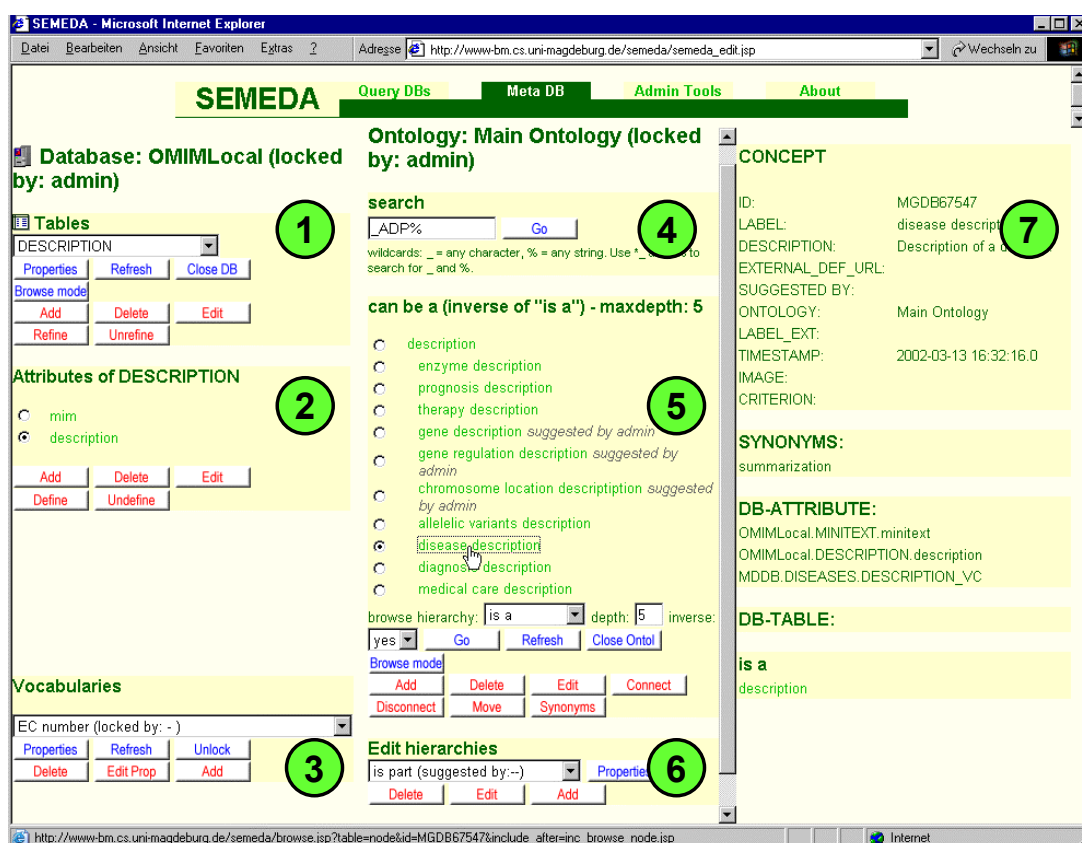 SEMEDA - Microsoft Internet Explorer
Datei Bearbeiten Ansicht Favoriten Extras ? Adresse http://www-bm.cs.uni-magdeburg.de/semeda/semeda_edit.jsp Wechseln zu
SEMEDA
Query DBs Meta DB Admin Tools About
Database: OMIMLocal (locked
by: admin)
1
Tables
DESCRIPTION
Properties Refresh Close DB
Browse mode
Add Delete Edit
Refine Unrefine
Attributes of DESCRIPTION
2
mim
description
Add Delete Edit
Define Undefine
Vocabularies
EC number (locked by: - )
Properties Refresh Unlock
Delete Edit Prop Add
3
Ontology: Main Ontology (locked
by: admin)
search
_ADP% Go
4
wildcards: _ = any character, % = any string. Use *_ to
search for _ and %.
can be a (inverse of "is a") - maxdepth: 5
description
enzyme description
prognosis description
therapy description
5
gene description suggested by admin
gene regulation description suggested by
admin
chromosome location descriptiption suggested
by admin
allelelic variants description
disease description
diagnosis description
medical care description
browse hierarchy: is a depth: 5 inverse:
yes Go Refresh Close Ontol
Browse mode
Add Delete Edit Connect
Disconnect Move Synonyms
Edit hierarchies
is part (suggested by:--) Properties
6
Delete Edit Add
CONCEPT
7
ID: MGDB67547
LABEL: disease descript
DESCRIPTION: Description of a d
EXTERNAL_DEF_URL:
SUGGESTED BY:
ONTOLOGY: Main Ontology
LABEL_EXT:
TIMESTAMP: 2002-03-13 16:32:16.0
IMAGE:
CRITERION:
SYNONYMS:
summarization
DB-ATTRIBUTE:
OMIMLocal.MINITEXT.minitext
OMIMLocal.DESCRIPTION.description
MDDB.DISEASES.DESCRIPTION_VC
DB-TABLE:
is a
description
http://www-bm.cs.uni-magdeburg.de/semeda/browse.jsp?table=node&id=MGDB67547&include_after=inc_browse_node.jsp Internet